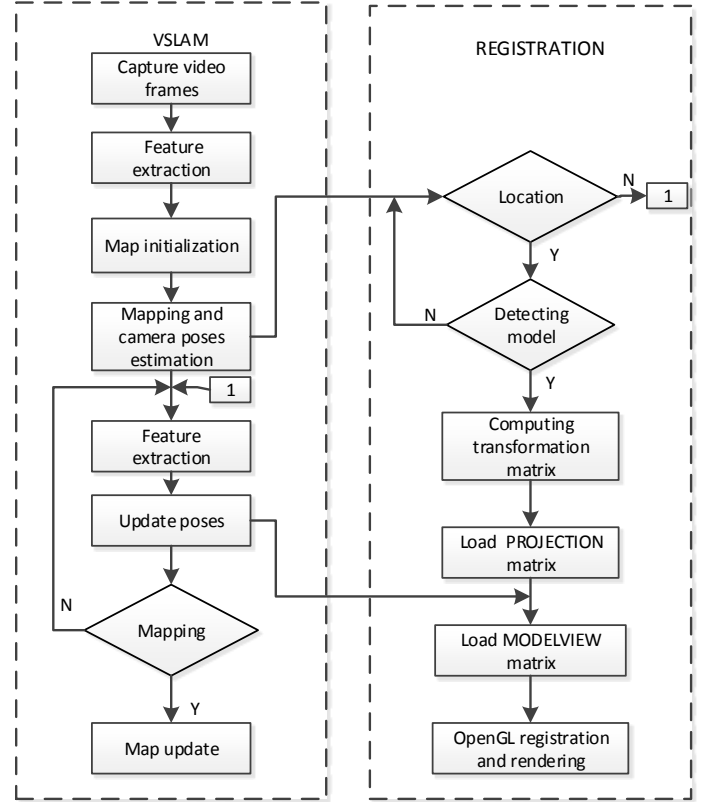 VSLAM
Capture video
frames
Feature
extraction
Map initialization
Mapping and
camera poses
estimation
1
Feature
extraction
Update poses
Mapping
N
Y
Map update
REGISTRATION
Location
N
1
Y
Detecting
model
N
Y
Computing
transformation
matrix
Load PROJECTION
matrix
Load MODELVIEW
matrix
OpenGL registration
and rendering